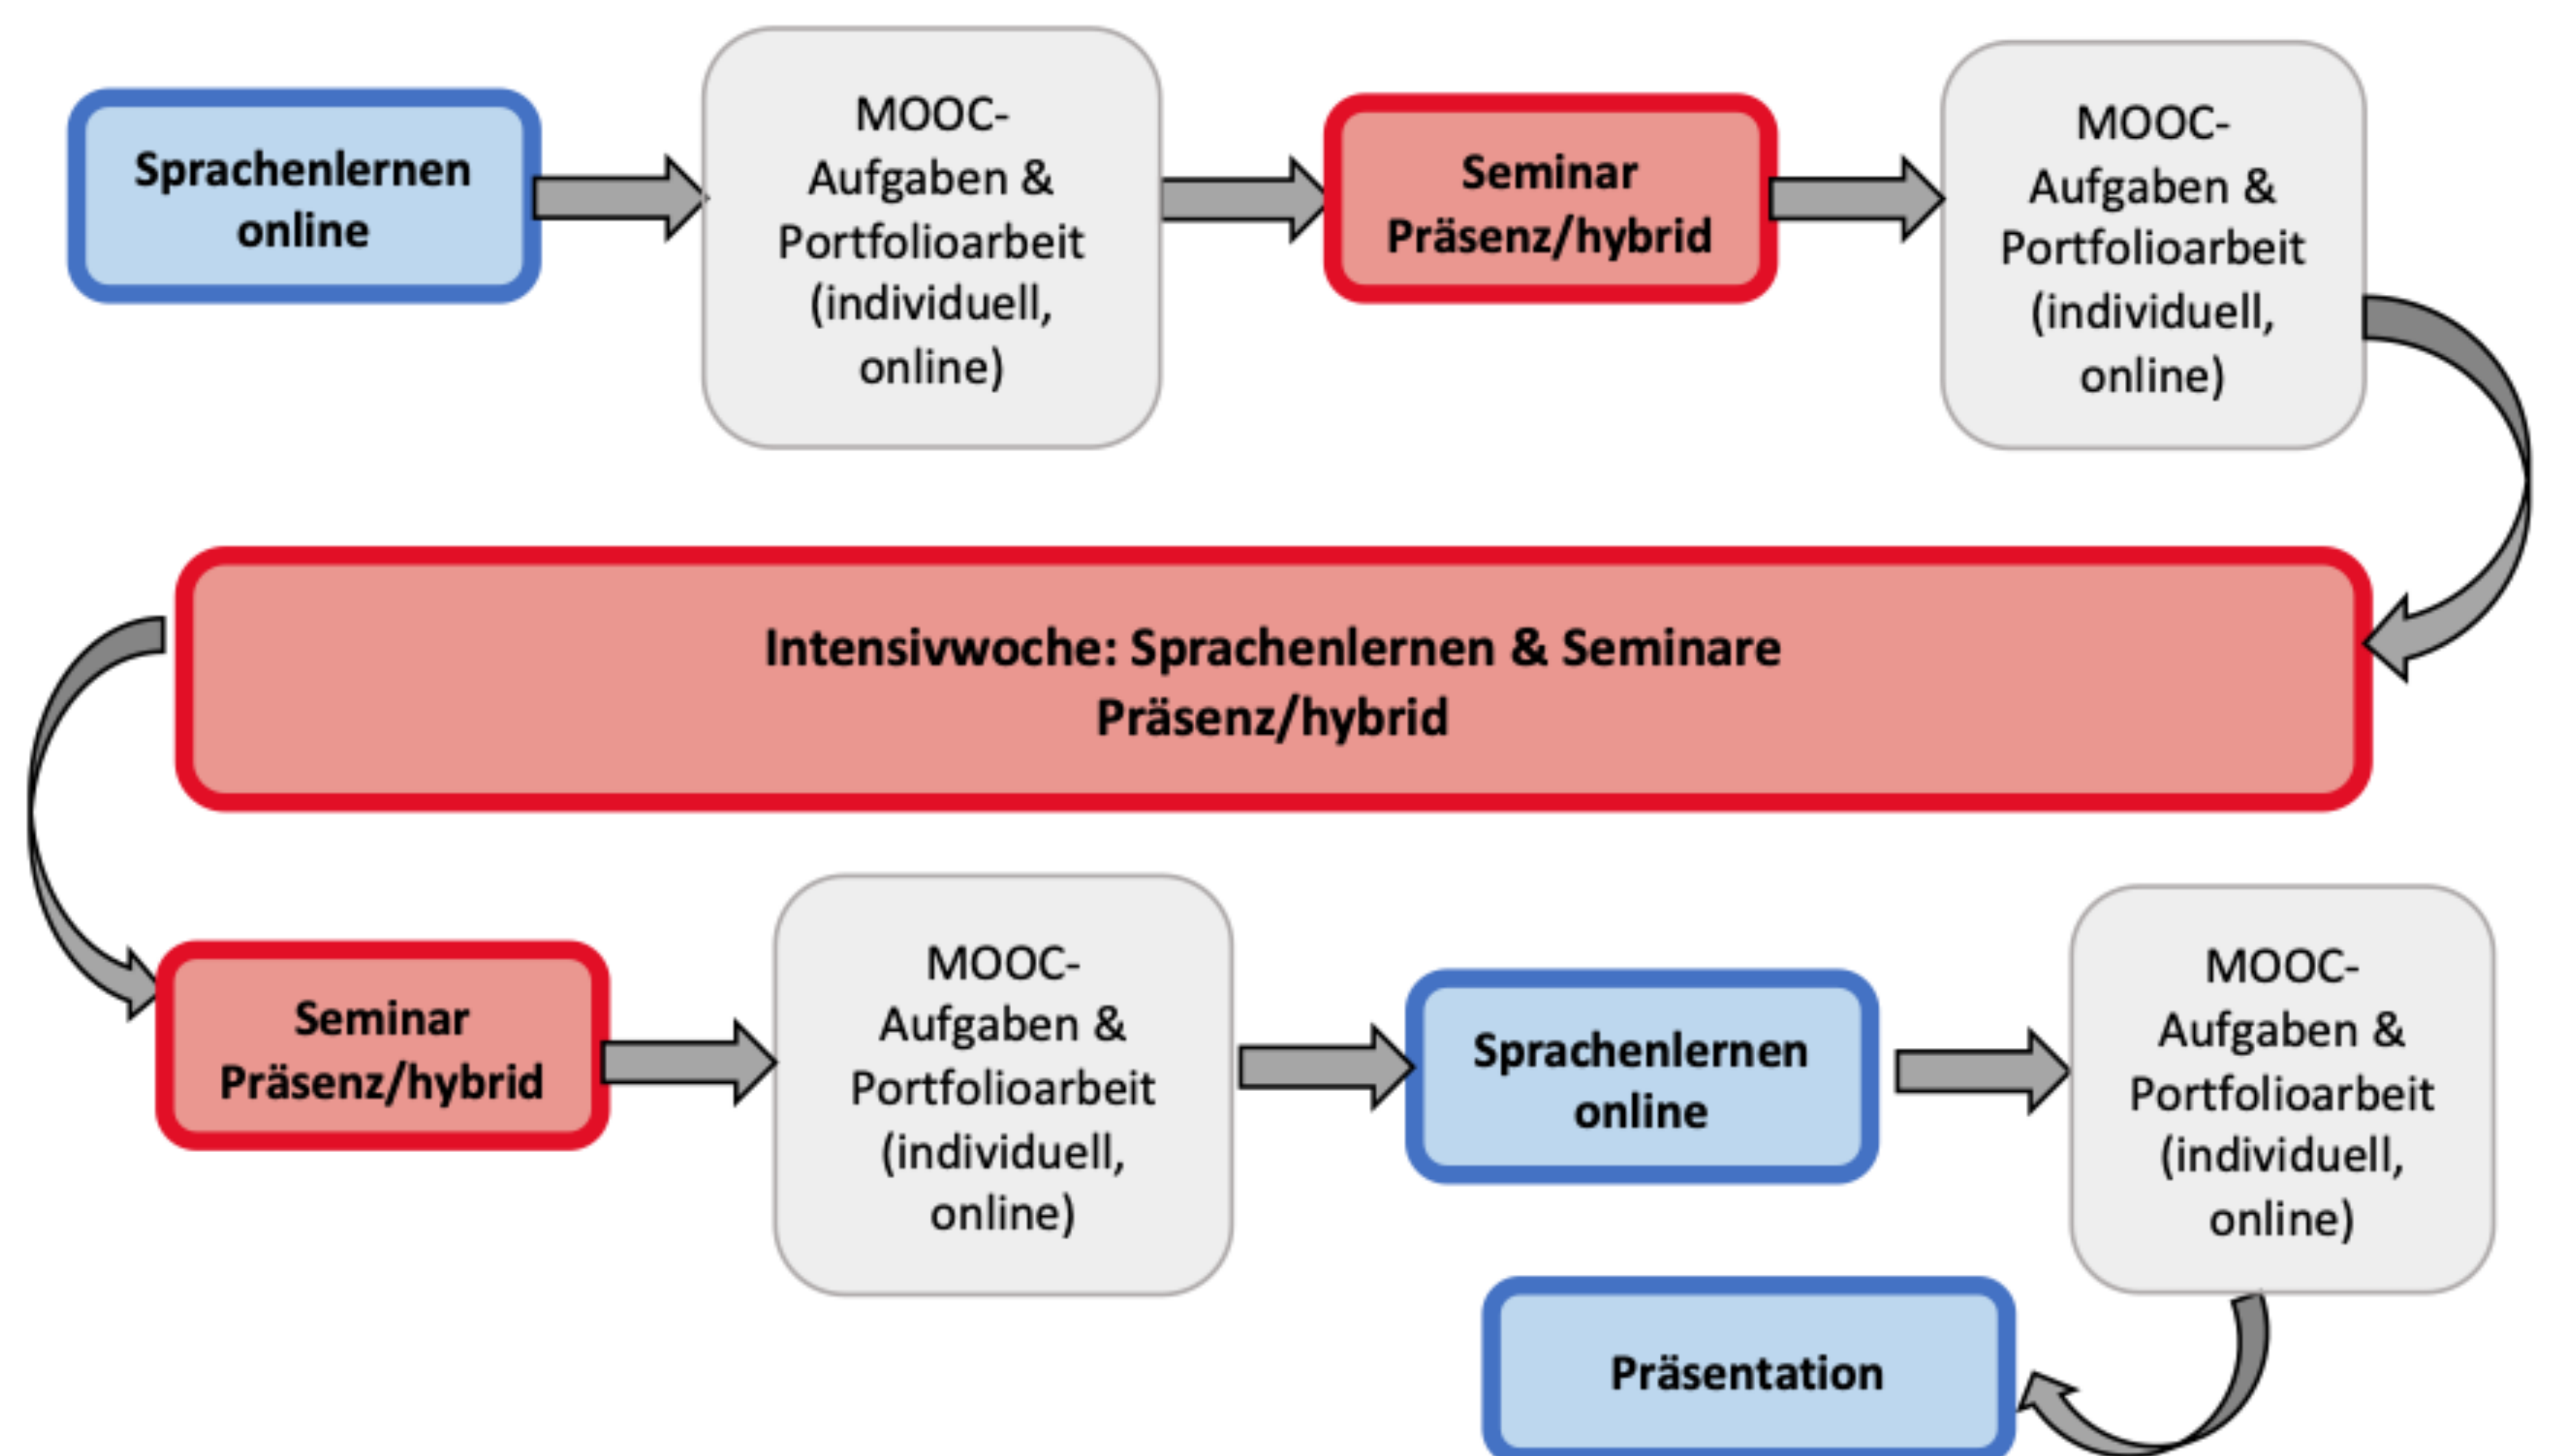 Sprachenlernen
online
MOOC-
Aufgaben &
Portfolioarbeit
(individuell,
online)
Seminar
Präsenz/hybrid
MOOC-
Aufgaben &
Portfolioarbeit
(individuell,
online)
Intensivwoche: Sprachenlernen & Seminare
Präsenz/hybrid
Seminar
Präsenz/hybrid
MOOC-
Aufgaben &
Portfolioarbeit
(individuell,
online)
Sprachenlernen
online
MOOC-
Aufgaben &
Portfolioarbeit
(individuell,
online)
Präsentation